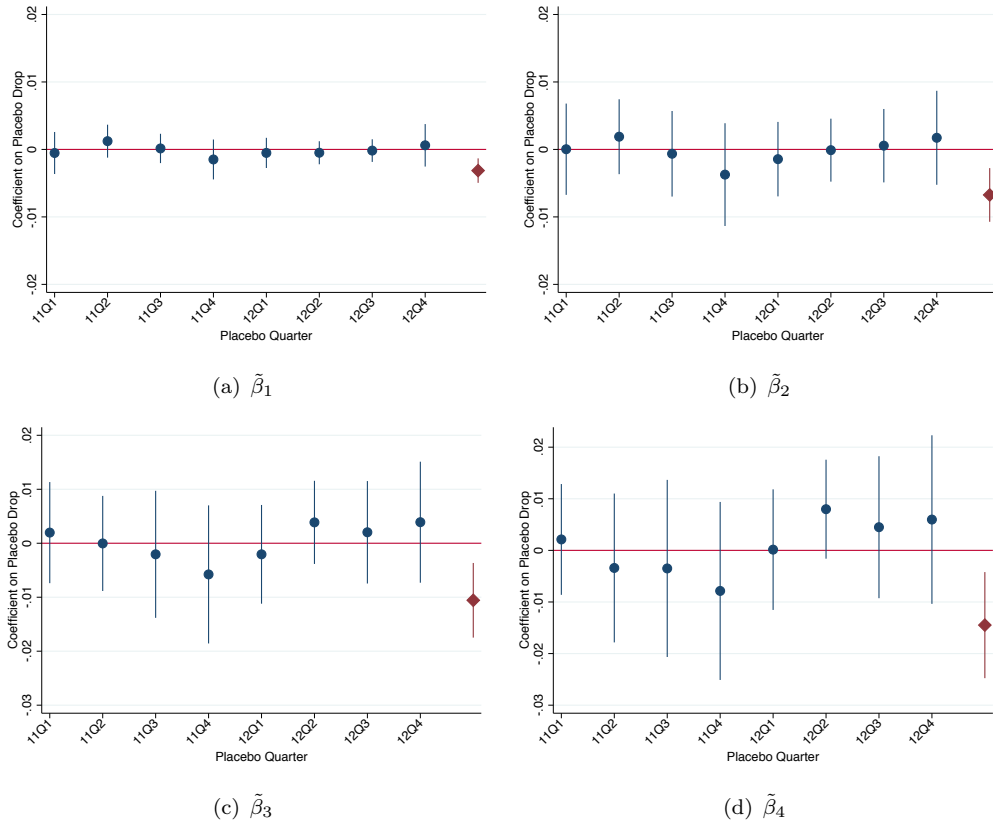 Coefficient on Placebo Drop
.02
.01
0
-.01
-.02
11Q1
11Q2
11Q3
11Q4
12Q1
12Q2
12Q3
12Q4
Placebo Quarter
(a) β̃₁
Coefficient on Placebo Drop
.02
.01
0
-.01
-.02
11Q1
11Q2
11Q3
11Q4
12Q1
12Q2
12Q3
12Q4
Placebo Quarter
(b) β̃₂
Coefficient on Placebo Drop
.02
.01
0
-.01
-.02
-.03
11Q1
11Q2
11Q3
11Q4
12Q1
12Q2
12Q3
12Q4
Placebo Quarter
(c) β̃₃
Coefficient on Placebo Drop
.02
.01
0
-.01
-.02
-.03
11Q1
11Q2
11Q3
11Q4
12Q1
12Q2
12Q3
12Q4
Placebo Quarter
(d) β̃₄